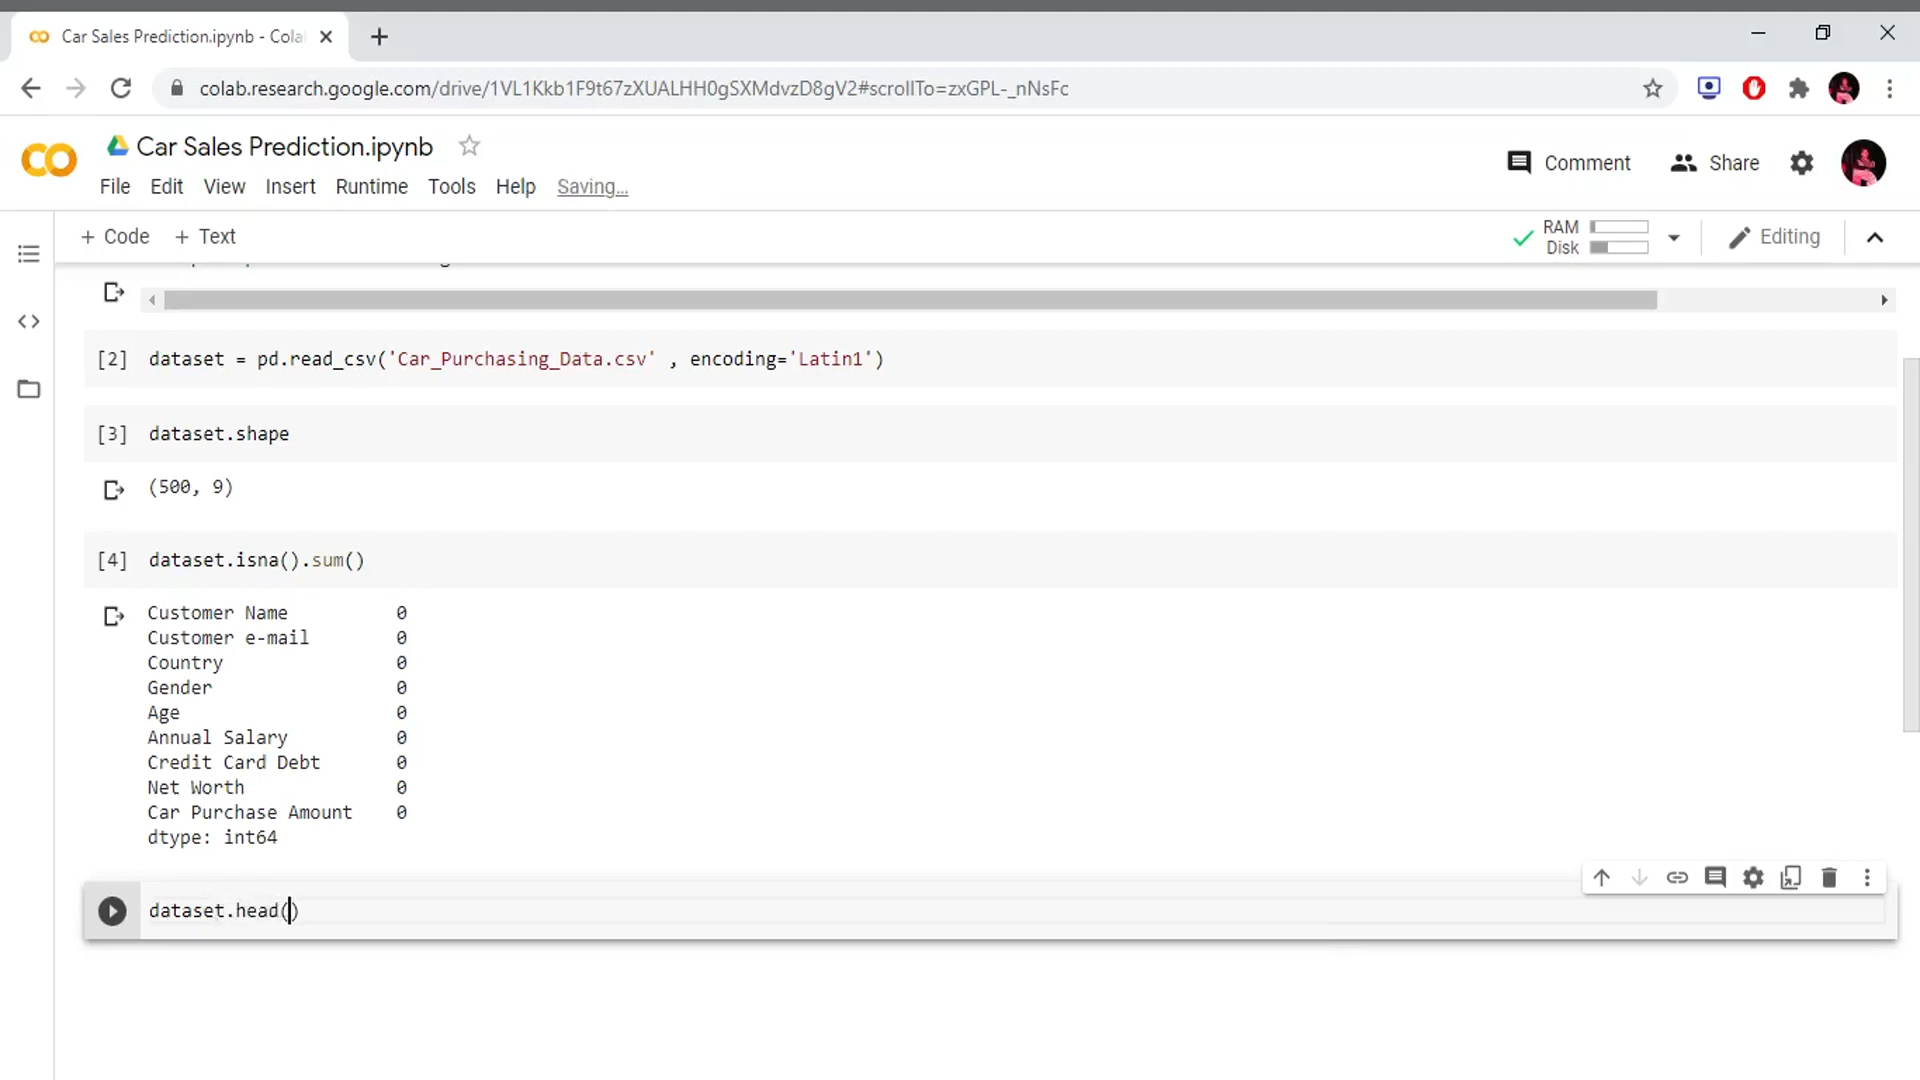 Car Sales Prediction.ipynb - Cola
colab.research.google.com/drive/1VL1Kkb1F9t67zXUALHH0gSXMdvzD8gV2#scrollTo=zxGPL-_nNsFc
Car Sales Prediction.ipynb
Comment
Share
File Edit View Insert Runtime Tools Help Saving...
+ Code + Text
RAM
Disk
Editing
[2] dataset = pd.read_csv('Car_Purchasing_Data.csv' , encoding='Latin1')
[3] dataset.shape
(500, 9)
[4] dataset.isna().sum()
Customer Name 0
Customer e-mail 0
Country 0
Gender 0
Age 0
Annual Salary 0
Credit Card Debt 0
Net Worth 0
Car Purchase Amount 0
dtype: int64
dataset.head()